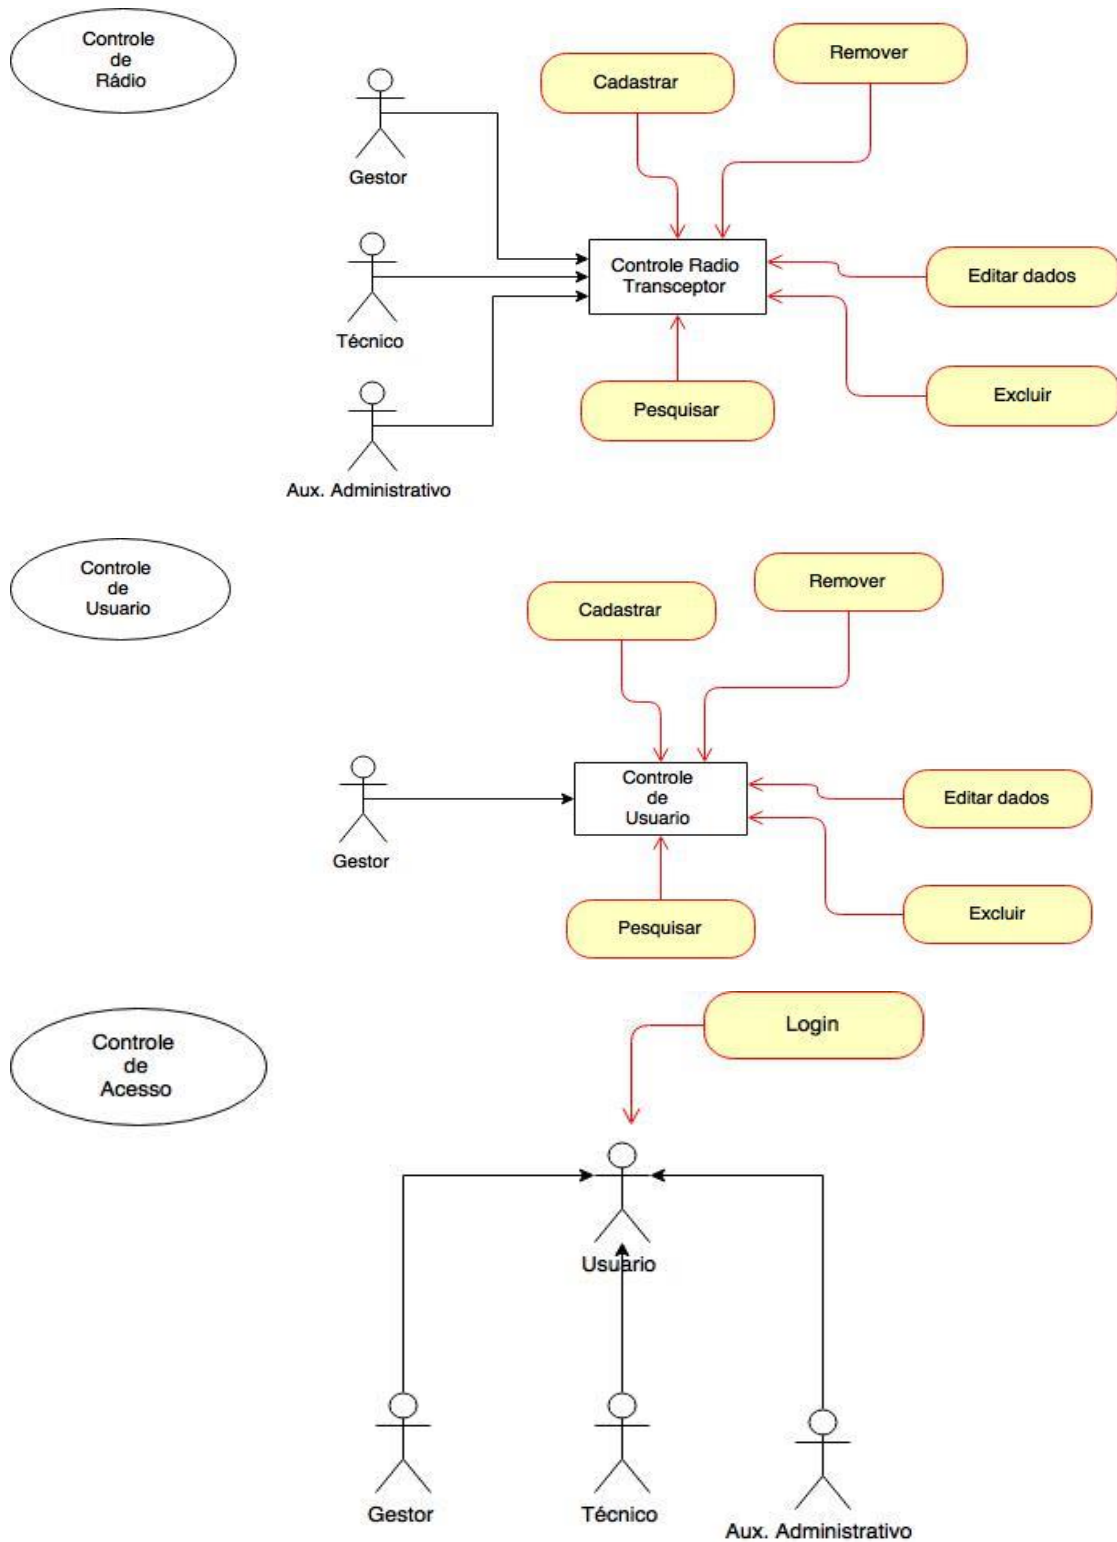 Controle
de
Rádio
Cadastrar
Remover
Gestor
Técnico
Controle Radio
Transceptor
Editar dados
Pesquisar
Excluir
Aux. Administrativo
Controle
de
Usuario
Cadastrar
Remover
Gestor
Controle
de
Usuario
Editar dados
Pesquisar
Excluir
Controle
de
Acesso
Login
Usuario
Gestor
Técnico
Aux. Administrativo